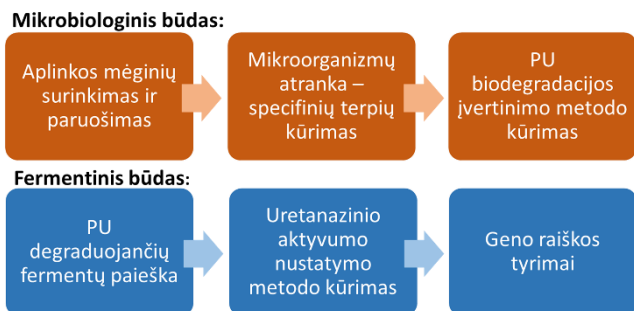 Mikrobiologinis būdas:
Aplinkos mėginių
surinkimas ir
paruošimas
Mikroorganizmų
atranka –
specifinių terpių
kūrimas
PU
biodegradacijos
įvertinimo metodo
kūrimas
Fermentinis būdas:
PU
degraduojančių
fermentų paieška
Uretanazinio
aktyvumo
nustatymo
metodo kūrimas
Geno raiškos
tyrimai